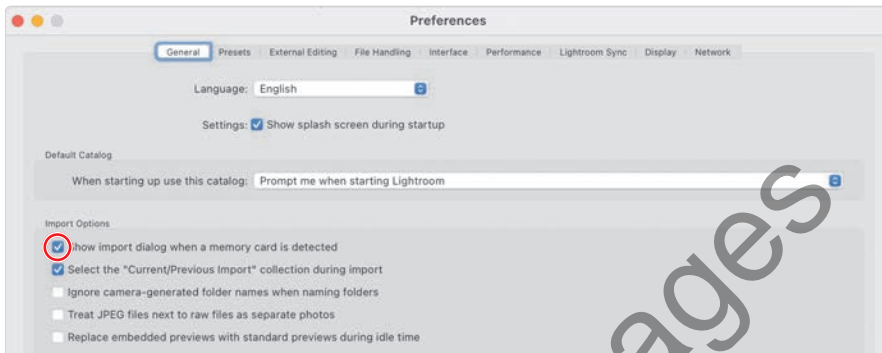 Preferences
General Presets External Editing File Handling Interface Performance Lightroom Sync Display Network
Language: English
Settings: Show splash screen during startup
Default Catalog
When starting up use this catalog: Prompt me when starting Lightroom
Import Options
Show import dialog when a memory card is detected
Select the "Current/Previous Import" collection during import
Ignore camera-generated folder names when naming folders
Treat JPEG files next to raw files as separate photos
Replace embedded previews with standard previews during idle time
ages